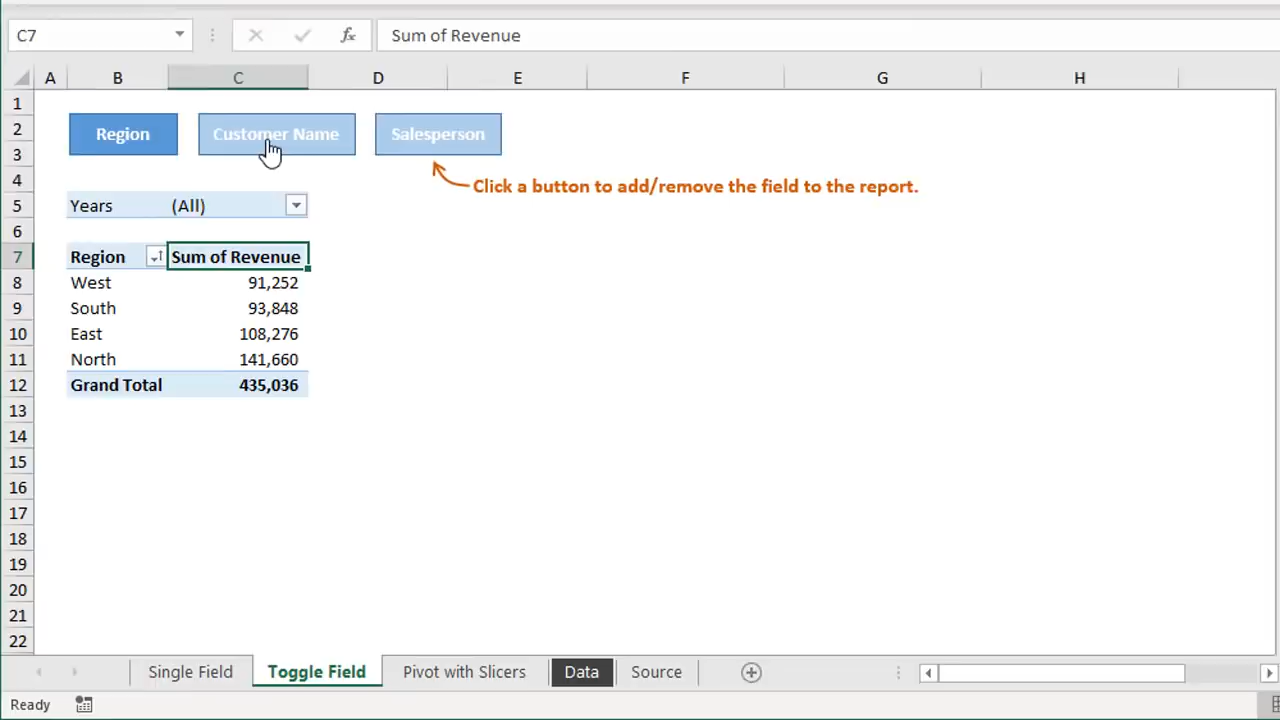 C7 fx Sum of Revenue
A B C D E F G H
1
2 Region Customer Name Salesperson
3
4 Click a button to add/remove the field to the report.
5 Years (All)
6
7 Region Sum of Revenue
8 West 91,252
9 South 93,848
10 East 108,276
11 North 141,660
12 Grand Total 435,036
13
14
15
16
17
18
19
20
21
22
Single Field Toggle Field Pivot with Slicers Data Source
Ready